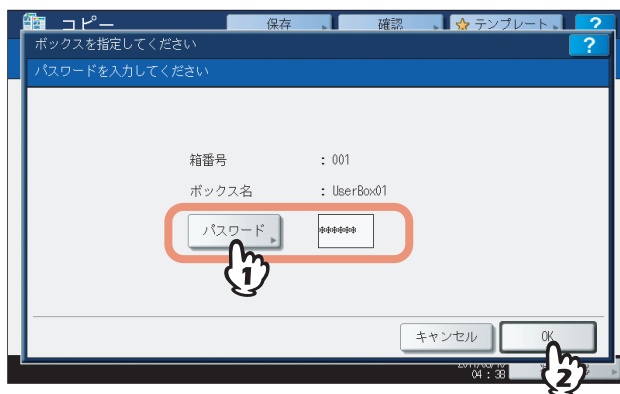 コピー 保存 確認 テンプレート ?
ボックスを指定してください ?
パスワードを入力してください
箱番号 : 001
ボックス名 : UserBox01
パスワード ******
1
キャンセル OK
04 : 38
2